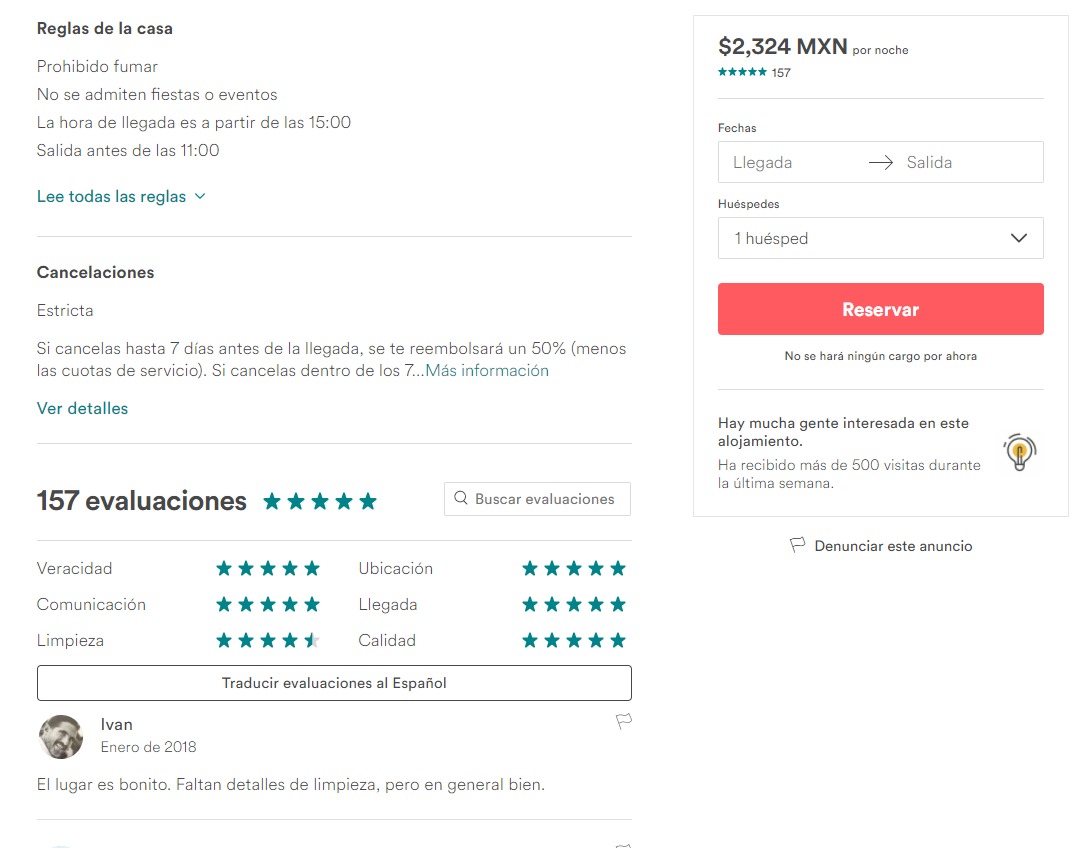 Reglas de la casa
Prohibido fumar
No se admiten fiestas o eventos
La hora de llegada es a partir de las 15:00
Salida antes de las 11:00
Lee todas las reglas
Cancelaciones
Estricta
Si cancelas hasta 7 días antes de la llegada, se te reembolsará un 50% (menos
las cuotas de servicio). Si cancelas dentro de los 7...Más información
Ver detalles
157 evaluaciones
Buscar evaluaciones
Veracidad
Ubicación
Comunicación
Llegada
Limpieza
Calidad
Traducir evaluaciones al Español
Ivan
Enero de 2018
El lugar es bonito. Faltan detalles de limpieza, pero en general bien.
$2,324 MXN por noche
157
Fechas
Llegada
Salida
Huéspedes
1 huésped
Reservar
No se hará ningún cargo por ahora
Hay mucha gente interesada en este
alojamiento.
Ha recibido más de 500 visitas durante
la última semana.
Denunciar este anuncio